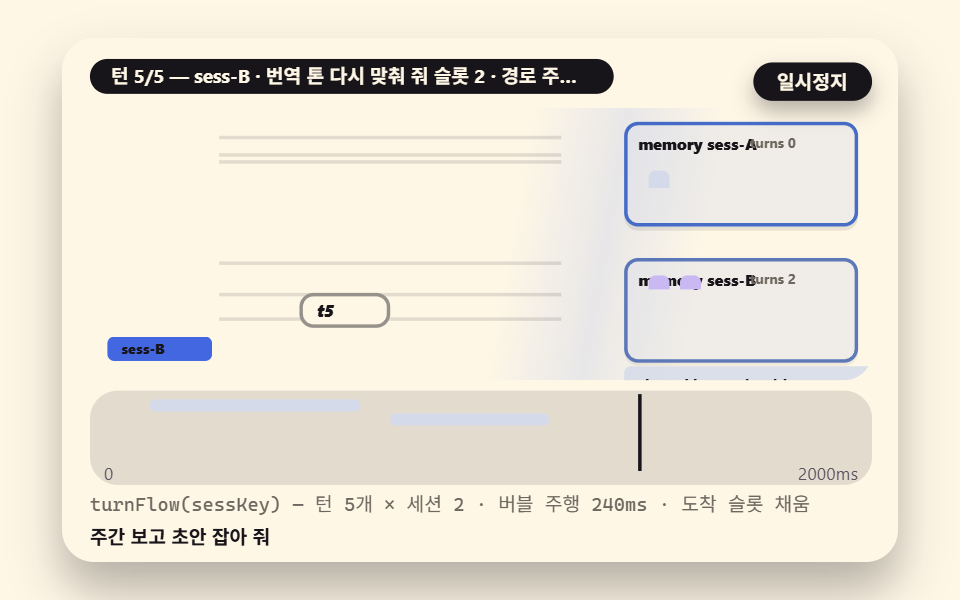 턴 5/5 — sess-B · 번역 톤 다시 맞춰 줘 슬롯 2 · 경로 주…
일시정지
memory sess-A turns 0
memory sess-B turns 2
t5
sess-B
0
2000ms
turnFlow(sessKey) — 턴 5개 × 세션 2 · 버블 주행 240ms · 도착 슬롯 채움
주간 보고 초안 잡아 줘